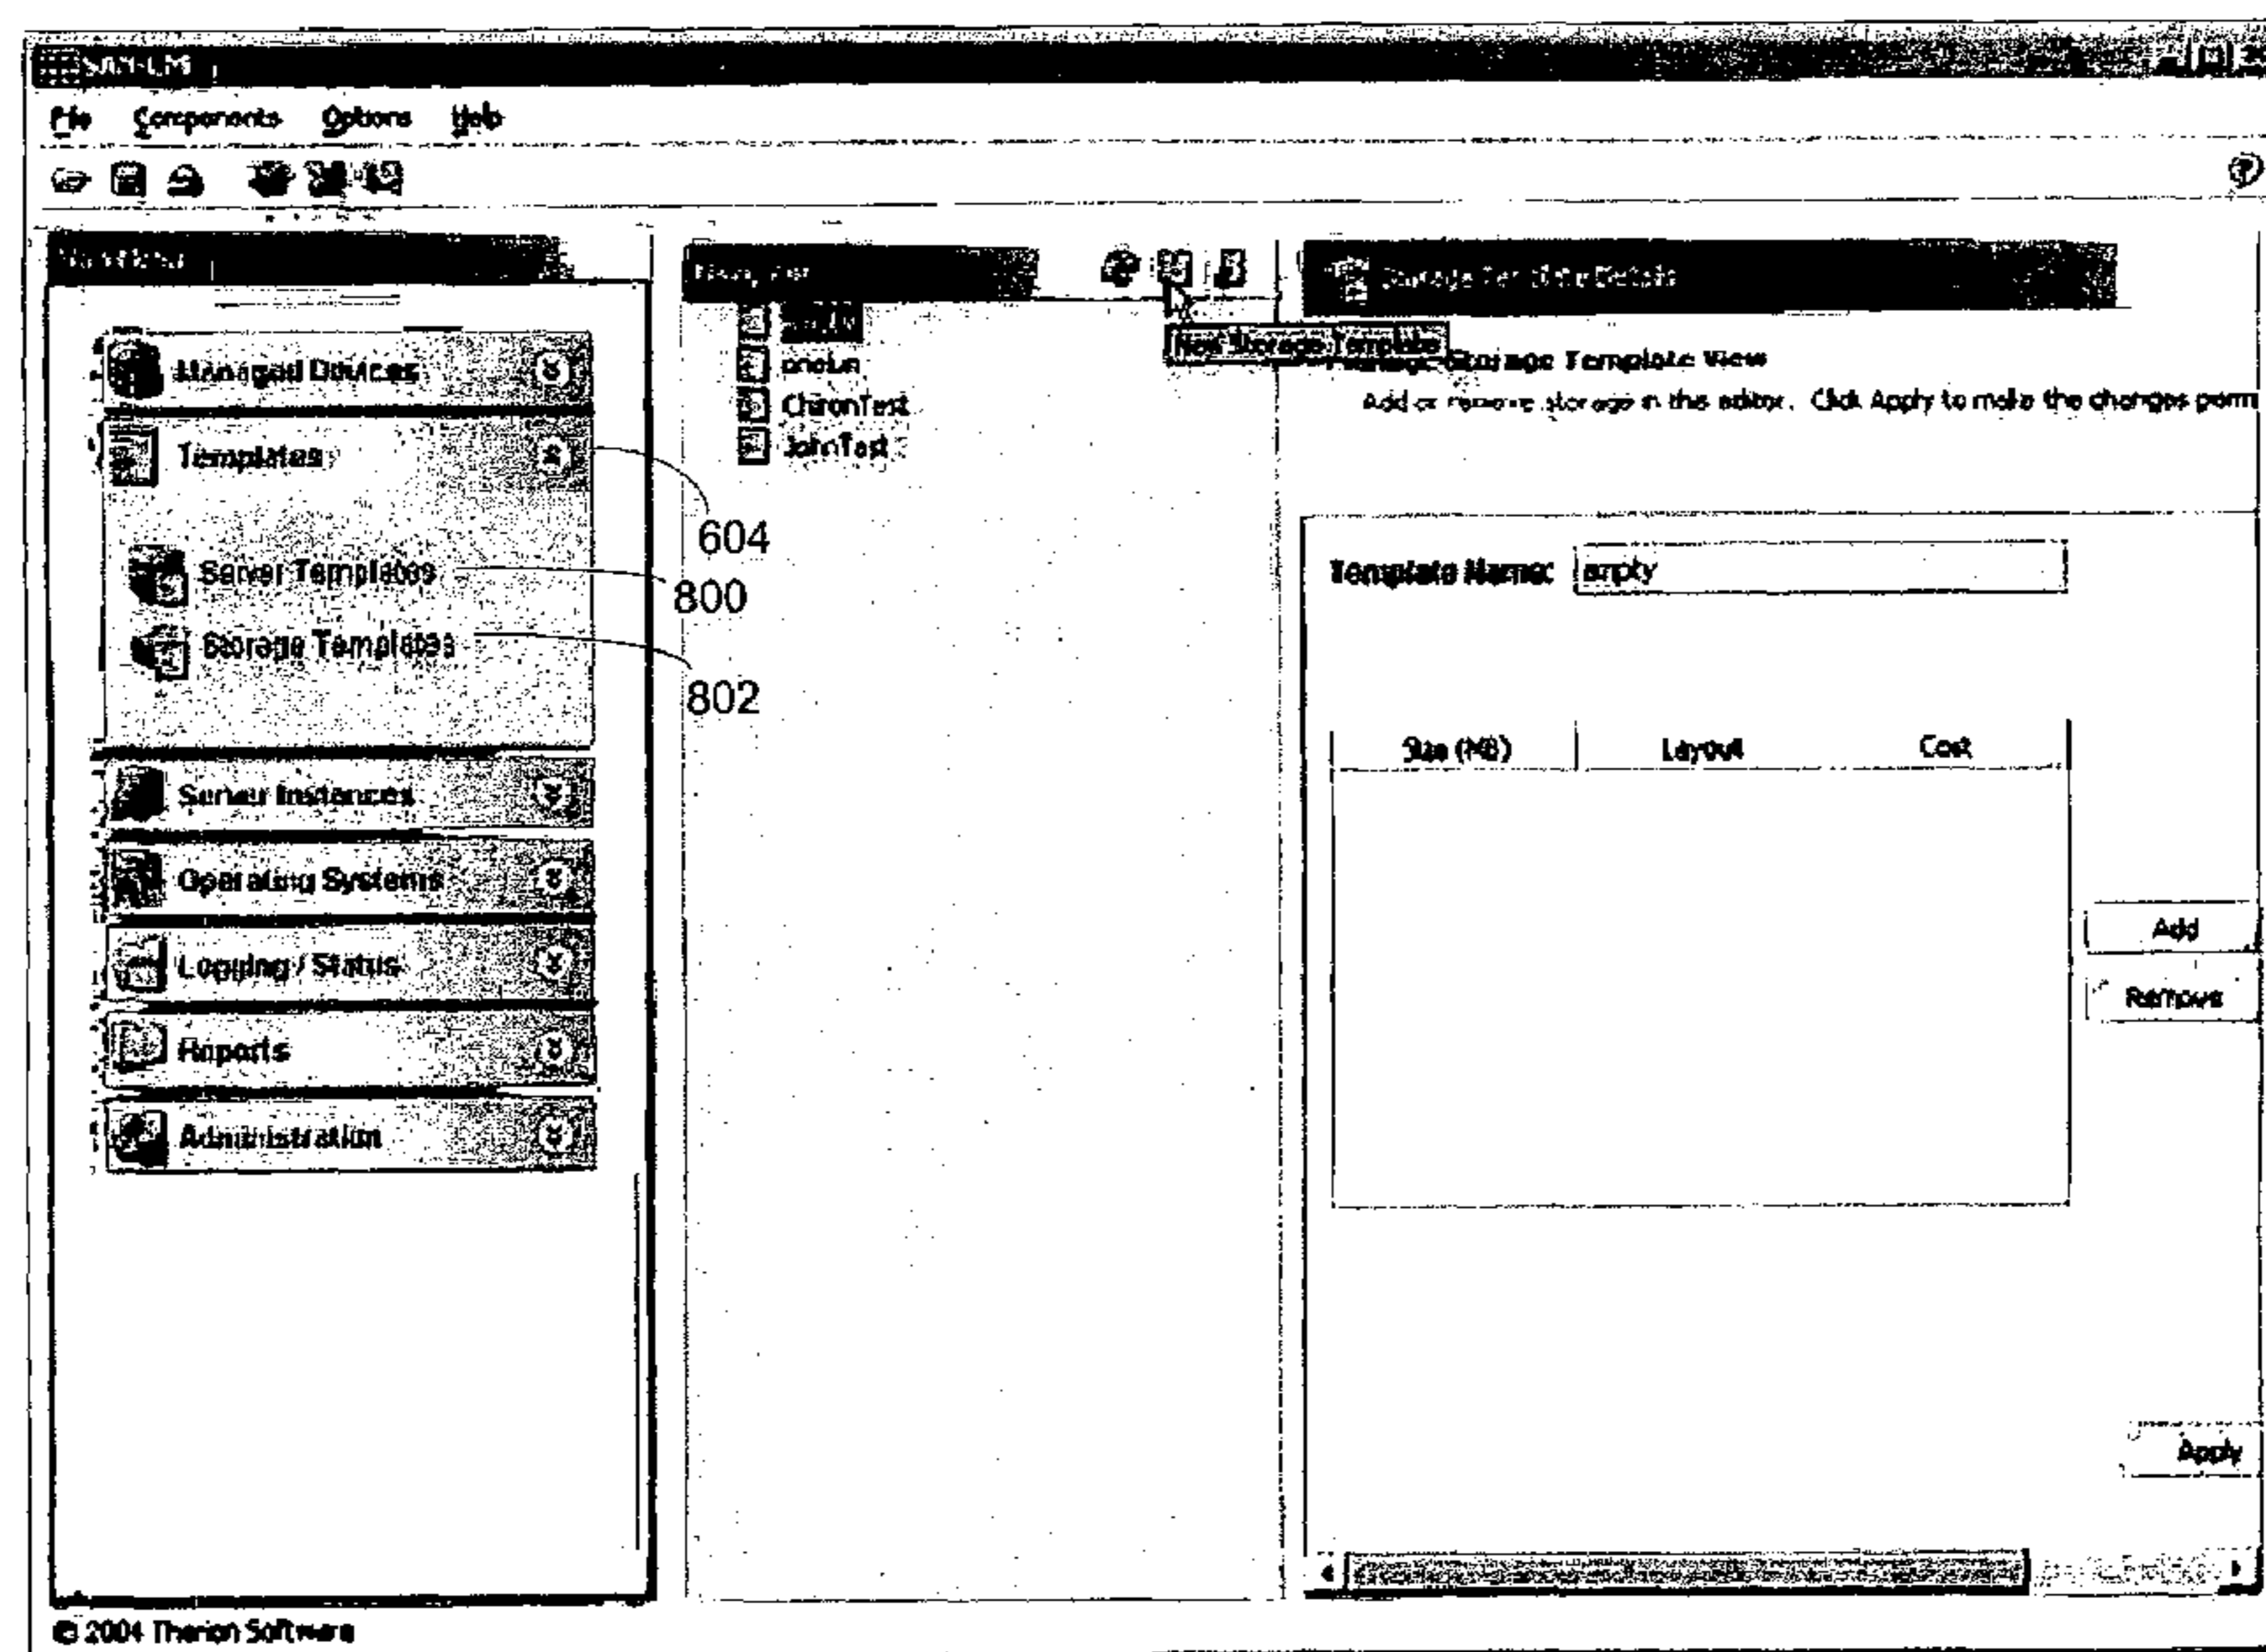 File Components Options Help
Managed Devices
Templates
Server Templates
Storage Templates
Server Instances
Operating Systems
Logging / Status
Reports
Administration
604
800
802
onelun
ChironTest
JohnTest
New Storage Template
Storage Template Details
Storage Template View
Add or remove storage in this editor. Click Apply to make the changes perm
Template Name: empty
Size (MB) Layout Cost
Add
Remove
Apply
© 2004 Therion Software